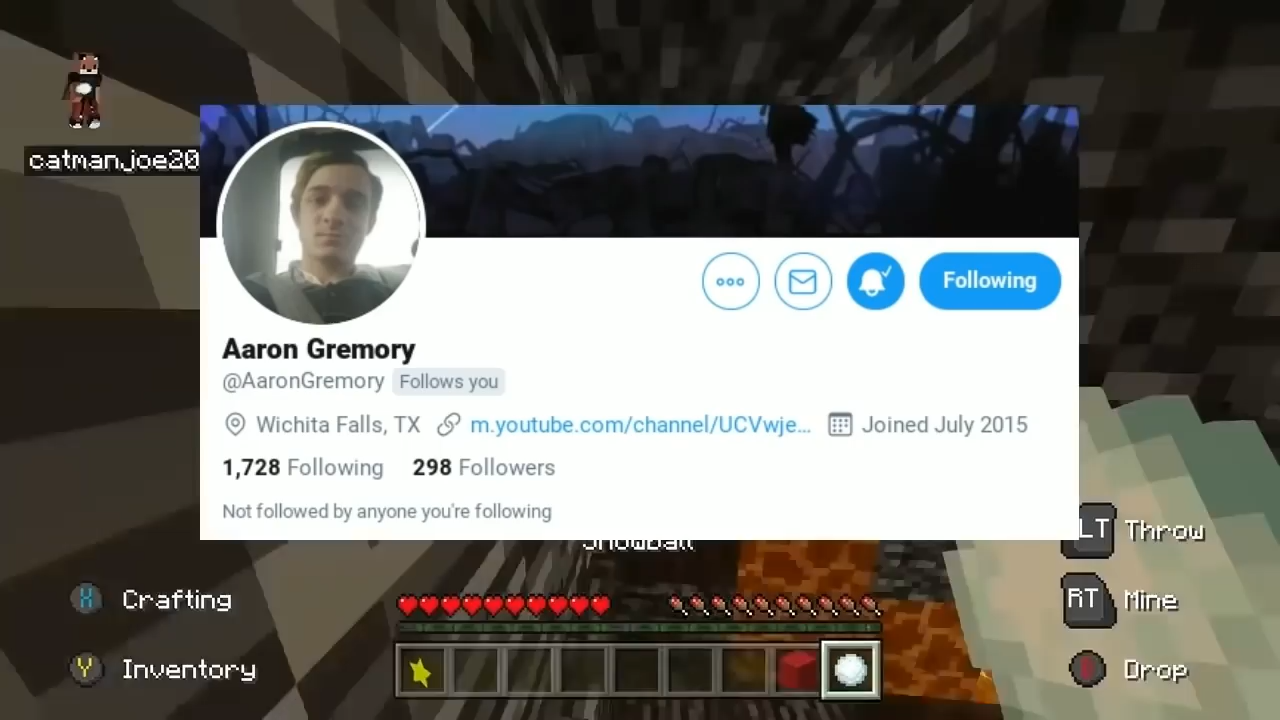 catmanjoe20
Following
Aaron Gremory
@AaronGremory Follows you
Wichita Falls, TX m.youtube.com/channel/UCVwje... Joined July 2015
1,728 Following 298 Followers
Not followed by anyone you're following
Snowball
LT Throw
X Crafting
RT Mine
Y Inventory
Drop